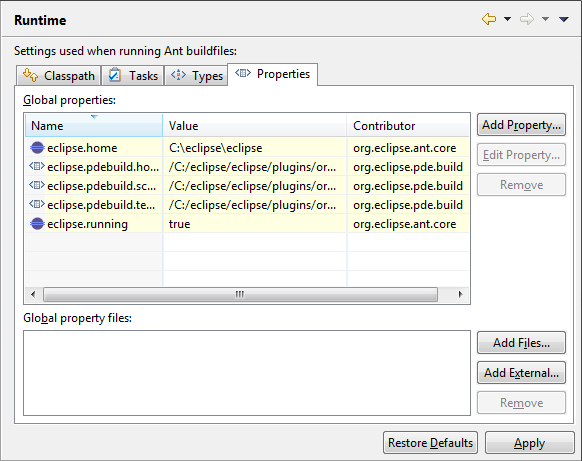 Runtime
Settings used when running Ant buildfiles:
Classpath Tasks Types Properties
Global properties:
Name Value Contributor
eclipse.home C:\eclipse\eclipse org.eclipse.ant.core
eclipse.pdebuild.ho... /C:/eclipse/eclipse/plugins/or... org.eclipse.pde.build
eclipse.pdebuild.sc... /C:/eclipse/eclipse/plugins/or... org.eclipse.pde.build
eclipse.pdebuild.te... /C:/eclipse/eclipse/plugins/or... org.eclipse.pde.build
eclipse.running true org.eclipse.ant.core
Add Property...
Edit Property...
Remove
Global property files:
Add Files...
Add External...
Remove
Restore Defaults Apply